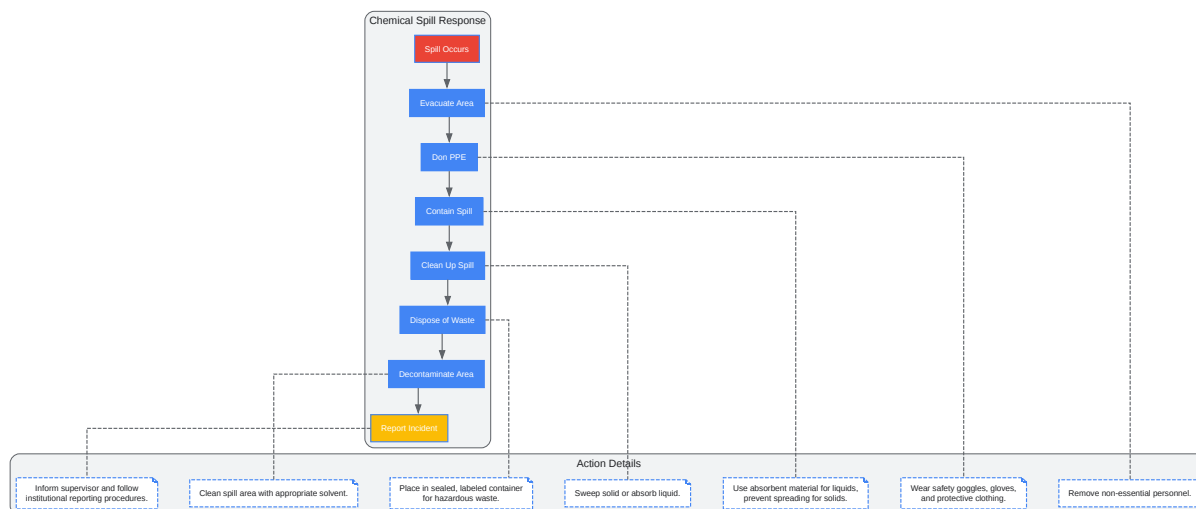 Chemical Spill Response
Spill Occurs
Evacuate Area
Don PPE
Contain Spill
Clean Up Spill
Dispose of Waste
Decontaminate Area
Report Incident
Action Details
Inform supervisor and follow
institutional reporting procedures.
Clean spill area with appropriate solvent.
Place in sealed, labeled container
for hazardous waste.
Sweep solid or absorb liquid.
Use absorbent material for liquids,
prevent spreading for solids.
Wear safety goggles, gloves,
and protective clothing.
Remove non-essential personnel.